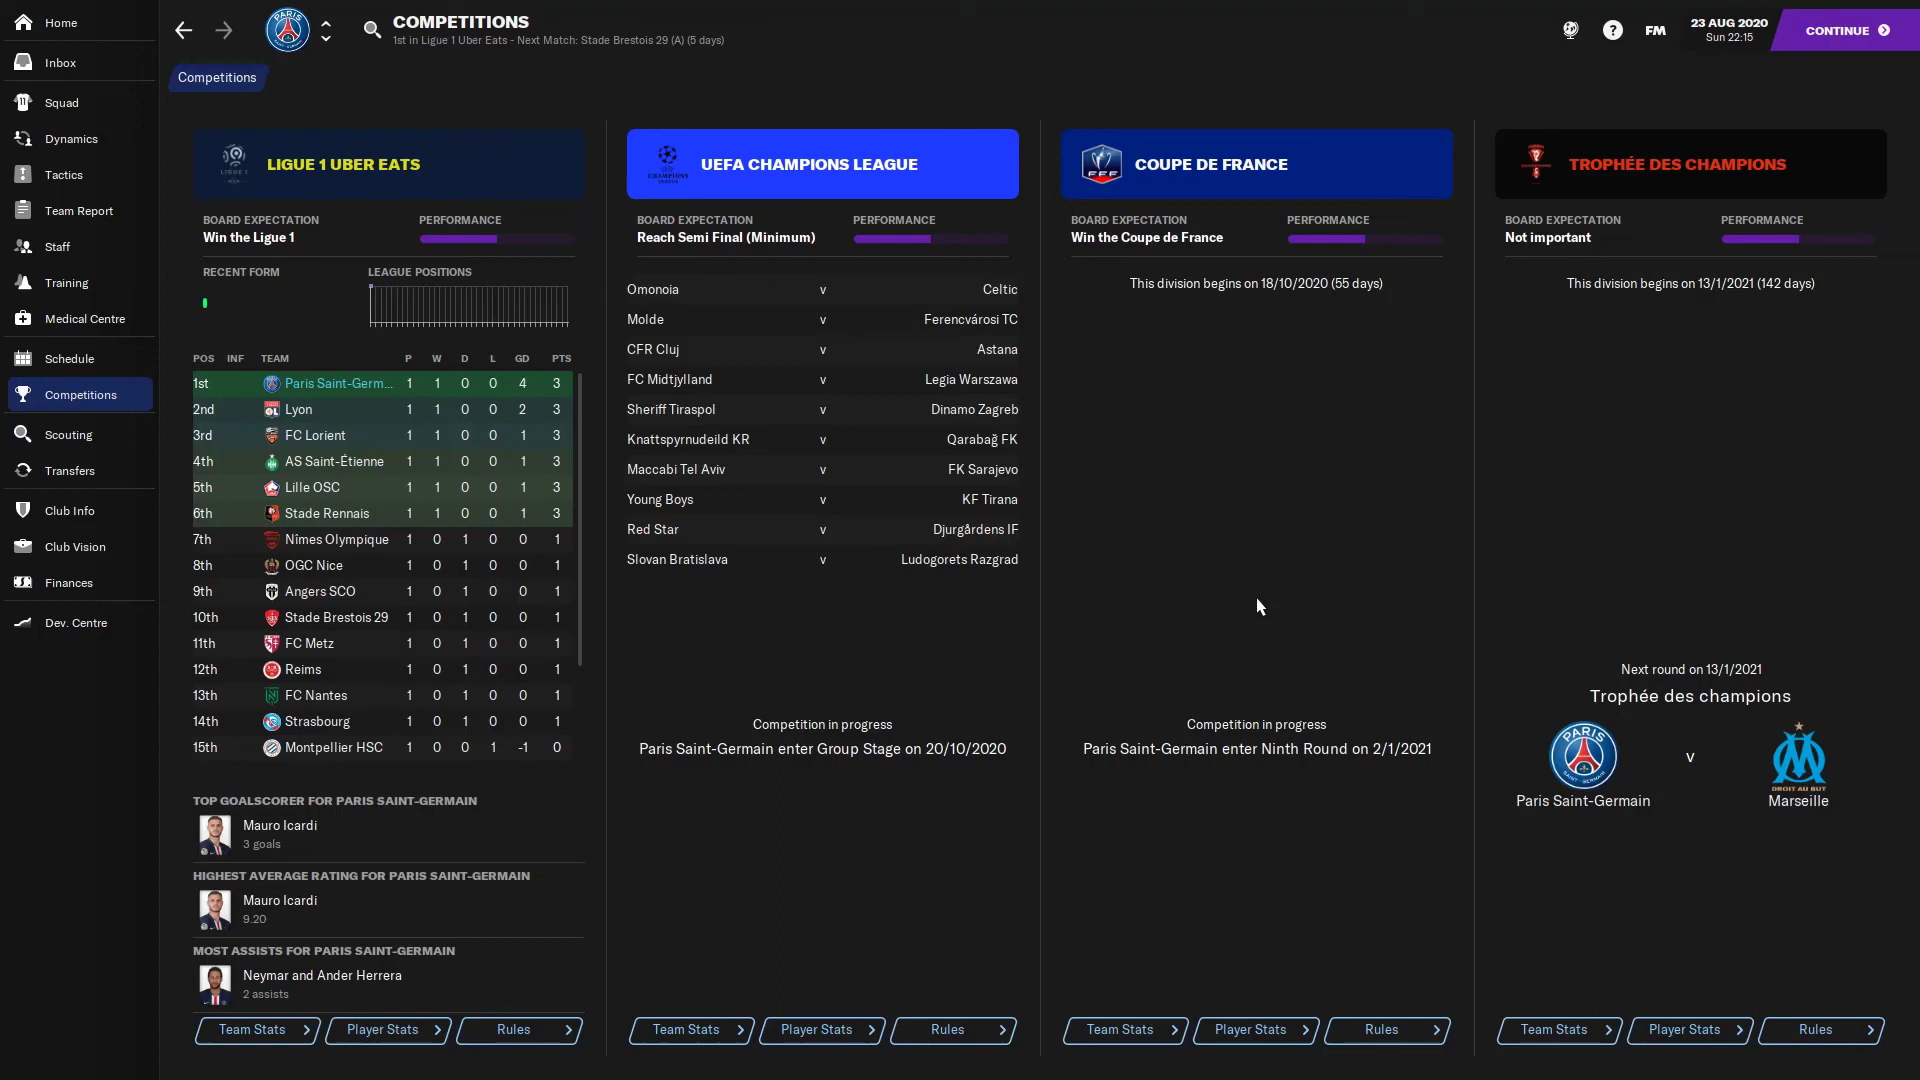 Home
Inbox
Squad
Dynamics
Tactics
Team Report
Staff
Training
Medical Centre
Schedule
Competitions
Scouting
Transfers
Club Info
Club Vision
Finances
Dev. Centre
COMPETITIONS
1st in Ligue 1 Uber Eats - Next Match: Stade Brestois 29 (A) (5 days)
?
FM
23 AUG 2020
Sun 22:15
CONTINUE
Competitions
LIGUE 1 UBER EATS
BOARD EXPECTATION PERFORMANCE
Win the Ligue 1
RECENT FORM LEAGUE POSITIONS
POS INF TEAM P W D L GD PTS
1st Paris Saint-Germ... 1 1 0 0 4 3
2nd Lyon 1 1 0 0 2 3
3rd FC Lorient 1 1 0 0 1 3
4th AS Saint-Étienne 1 1 0 0 1 3
5th Lille OSC 1 1 0 0 1 3
6th Stade Rennais 1 1 0 0 1 3
7th Nîmes Olympique 1 0 1 0 0 1
8th OGC Nice 1 0 1 0 0 1
9th Angers SCO 1 0 1 0 0 1
10th Stade Brestois 29 1 0 1 0 0 1
11th FC Metz 1 0 1 0 0 1
12th Reims 1 0 1 0 0 1
13th FC Nantes 1 0 1 0 0 1
14th Strasbourg 1 0 1 0 0 1
15th Montpellier HSC 1 0 0 1 -1 0
TOP GOALSCORER FOR PARIS SAINT-GERMAIN
Mauro Icardi
3 goals
HIGHEST AVERAGE RATING FOR PARIS SAINT-GERMAIN
Mauro Icardi
9.20
MOST ASSISTS FOR PARIS SAINT-GERMAIN
Neymar and Ander Herrera
2 assists
Team Stats Player Stats Rules
UEFA CHAMPIONS LEAGUE
BOARD EXPECTATION PERFORMANCE
Reach Semi Final (Minimum)
Omonoia v Celtic
Molde v Ferencvárosi TC
CFR Cluj v Astana
FC Midtjylland v Legia Warszawa
Sheriff Tiraspol v Dinamo Zagreb
Knattspyrnudeild KR v Qarabağ FK
Maccabi Tel Aviv v FK Sarajevo
Young Boys v KF Tirana
Red Star v Djurgårdens IF
Slovan Bratislava v Ludogorets Razgrad
Competition in progress
Paris Saint-Germain enter Group Stage on 20/10/2020
Team Stats Player Stats Rules
COUPE DE FRANCE
BOARD EXPECTATION PERFORMANCE
Win the Coupe de France
This division begins on 18/10/2020 (55 days)
Competition in progress
Paris Saint-Germain enter Ninth Round on 2/1/2021
Team Stats Player Stats Rules
TROPHÉE DES CHAMPIONS
BOARD EXPECTATION PERFORMANCE
Not important
This division begins on 13/1/2021 (142 days)
Next round on 13/1/2021
Trophée des champions
PARIS
SAINT-GERMAIN
v
DROIT AU BUT
Paris Saint-Germain Marseille
Team Stats Player Stats Rules